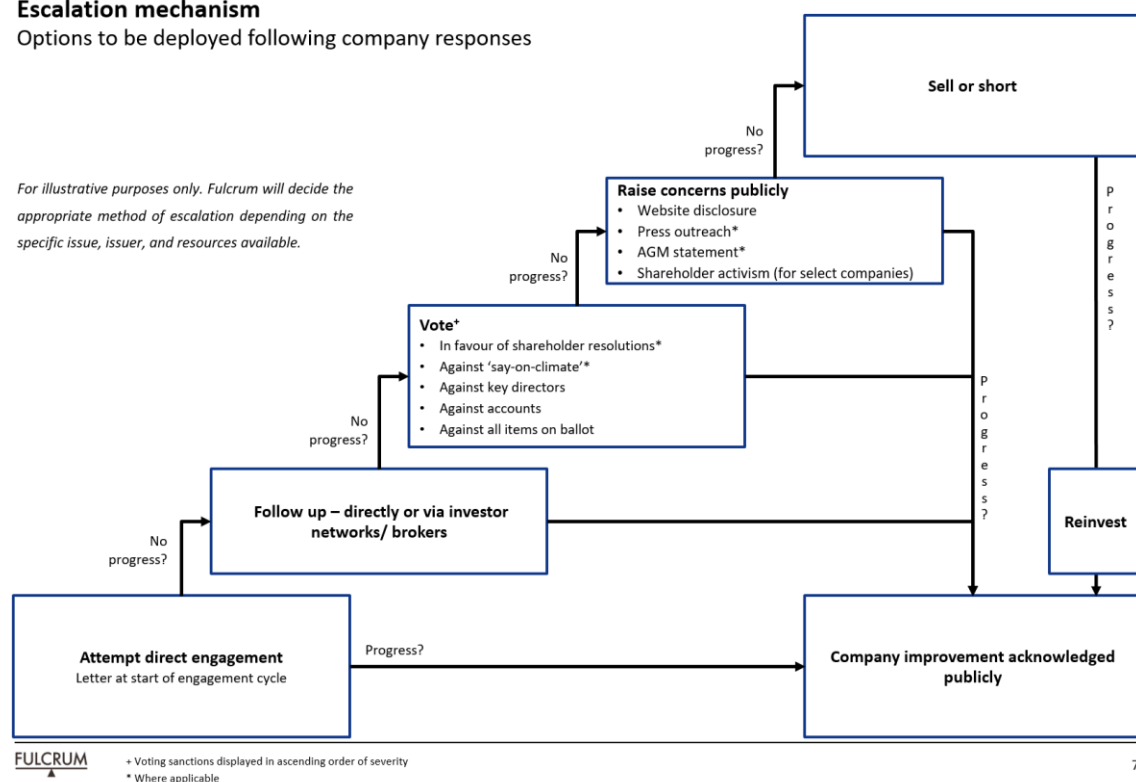 Escalation mechanism
Options to be deployed following company responses
Sell or short
No
progress?
For illustrative purposes only. Fulcrum will decide the
appropriate method of escalation depending on the
specific issue, issuer, and resources available.
Raise concerns publicly
• Website disclosure
• Press outreach*
• AGM statement*
• Shareholder activism (for select companies)
Progress?
No
progress?
Vote+
• In favour of shareholder resolutions*
• Against ‘say-on-climate’*
• Against key directors
• Against accounts
• Against all items on ballot
Progress?
No
progress?
Follow up – directly or via investor
networks/ brokers
Reinvest
No
progress?
Attempt direct engagement
Letter at start of engagement cycle
Progress?
Company improvement acknowledged
publicly
FULCRUM
+ Voting sanctions displayed in ascending order of severity
* Where applicable
7